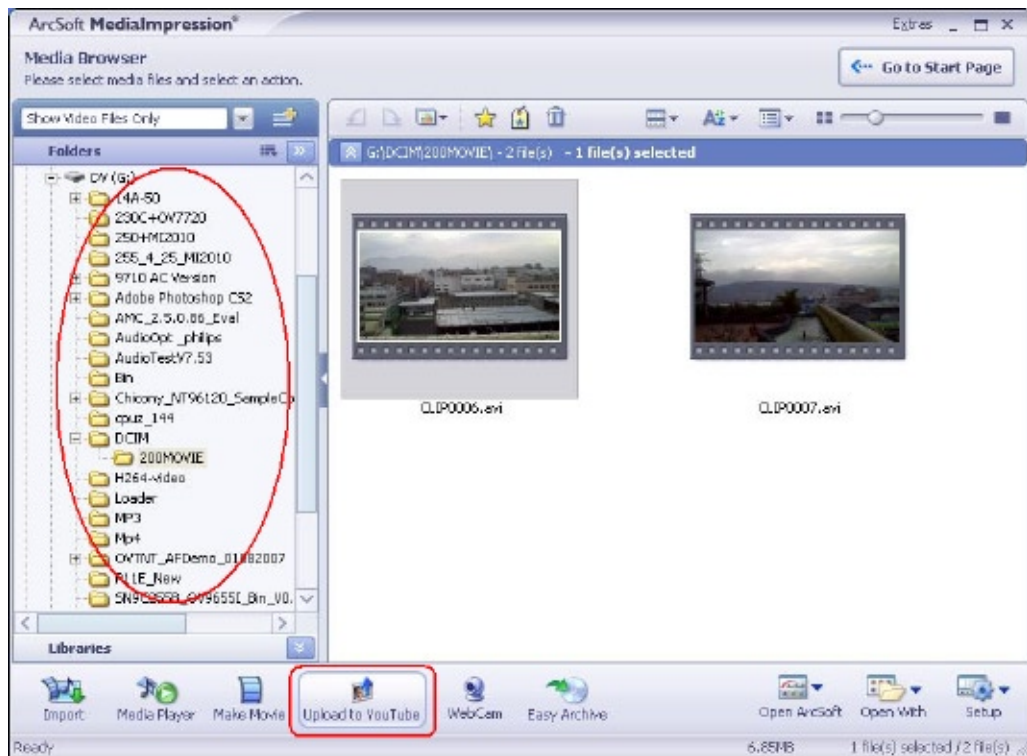 ArcSoft MediaImpression®
Extras
Media Browser
Please select media files and select an action.
Go to Start Page
Show Video Files Only
Folders
G:\DCIM\200MOVIE\ - 2 File(s) - 1 file(s) selected
DV (G:)
14A-50
230C+OV7720
250+MI2010
255_4_25_MI2010
9710 AC Version
Adobe Photoshop CS2
AMC_2.5.0.86_Eval
AudioOpt _philips
AudioTestV7.53
Bin
Chicony_NT96120_SampleCo
cpuz_144
DCIM
200MOVIE
H264-video
Loader
MP3
Mp4
OVTNT_AFDemo_01082007
R11E_New
CLIP0006.avi
CLIP0007.avi
Libraries
Import
Media Player
Make Movie
Upload to YouTube
WebCam
Easy Archive
Open ArcSoft
Open With
Setup
Ready
6.85MB
1 file(s) selected / 2 file(s)